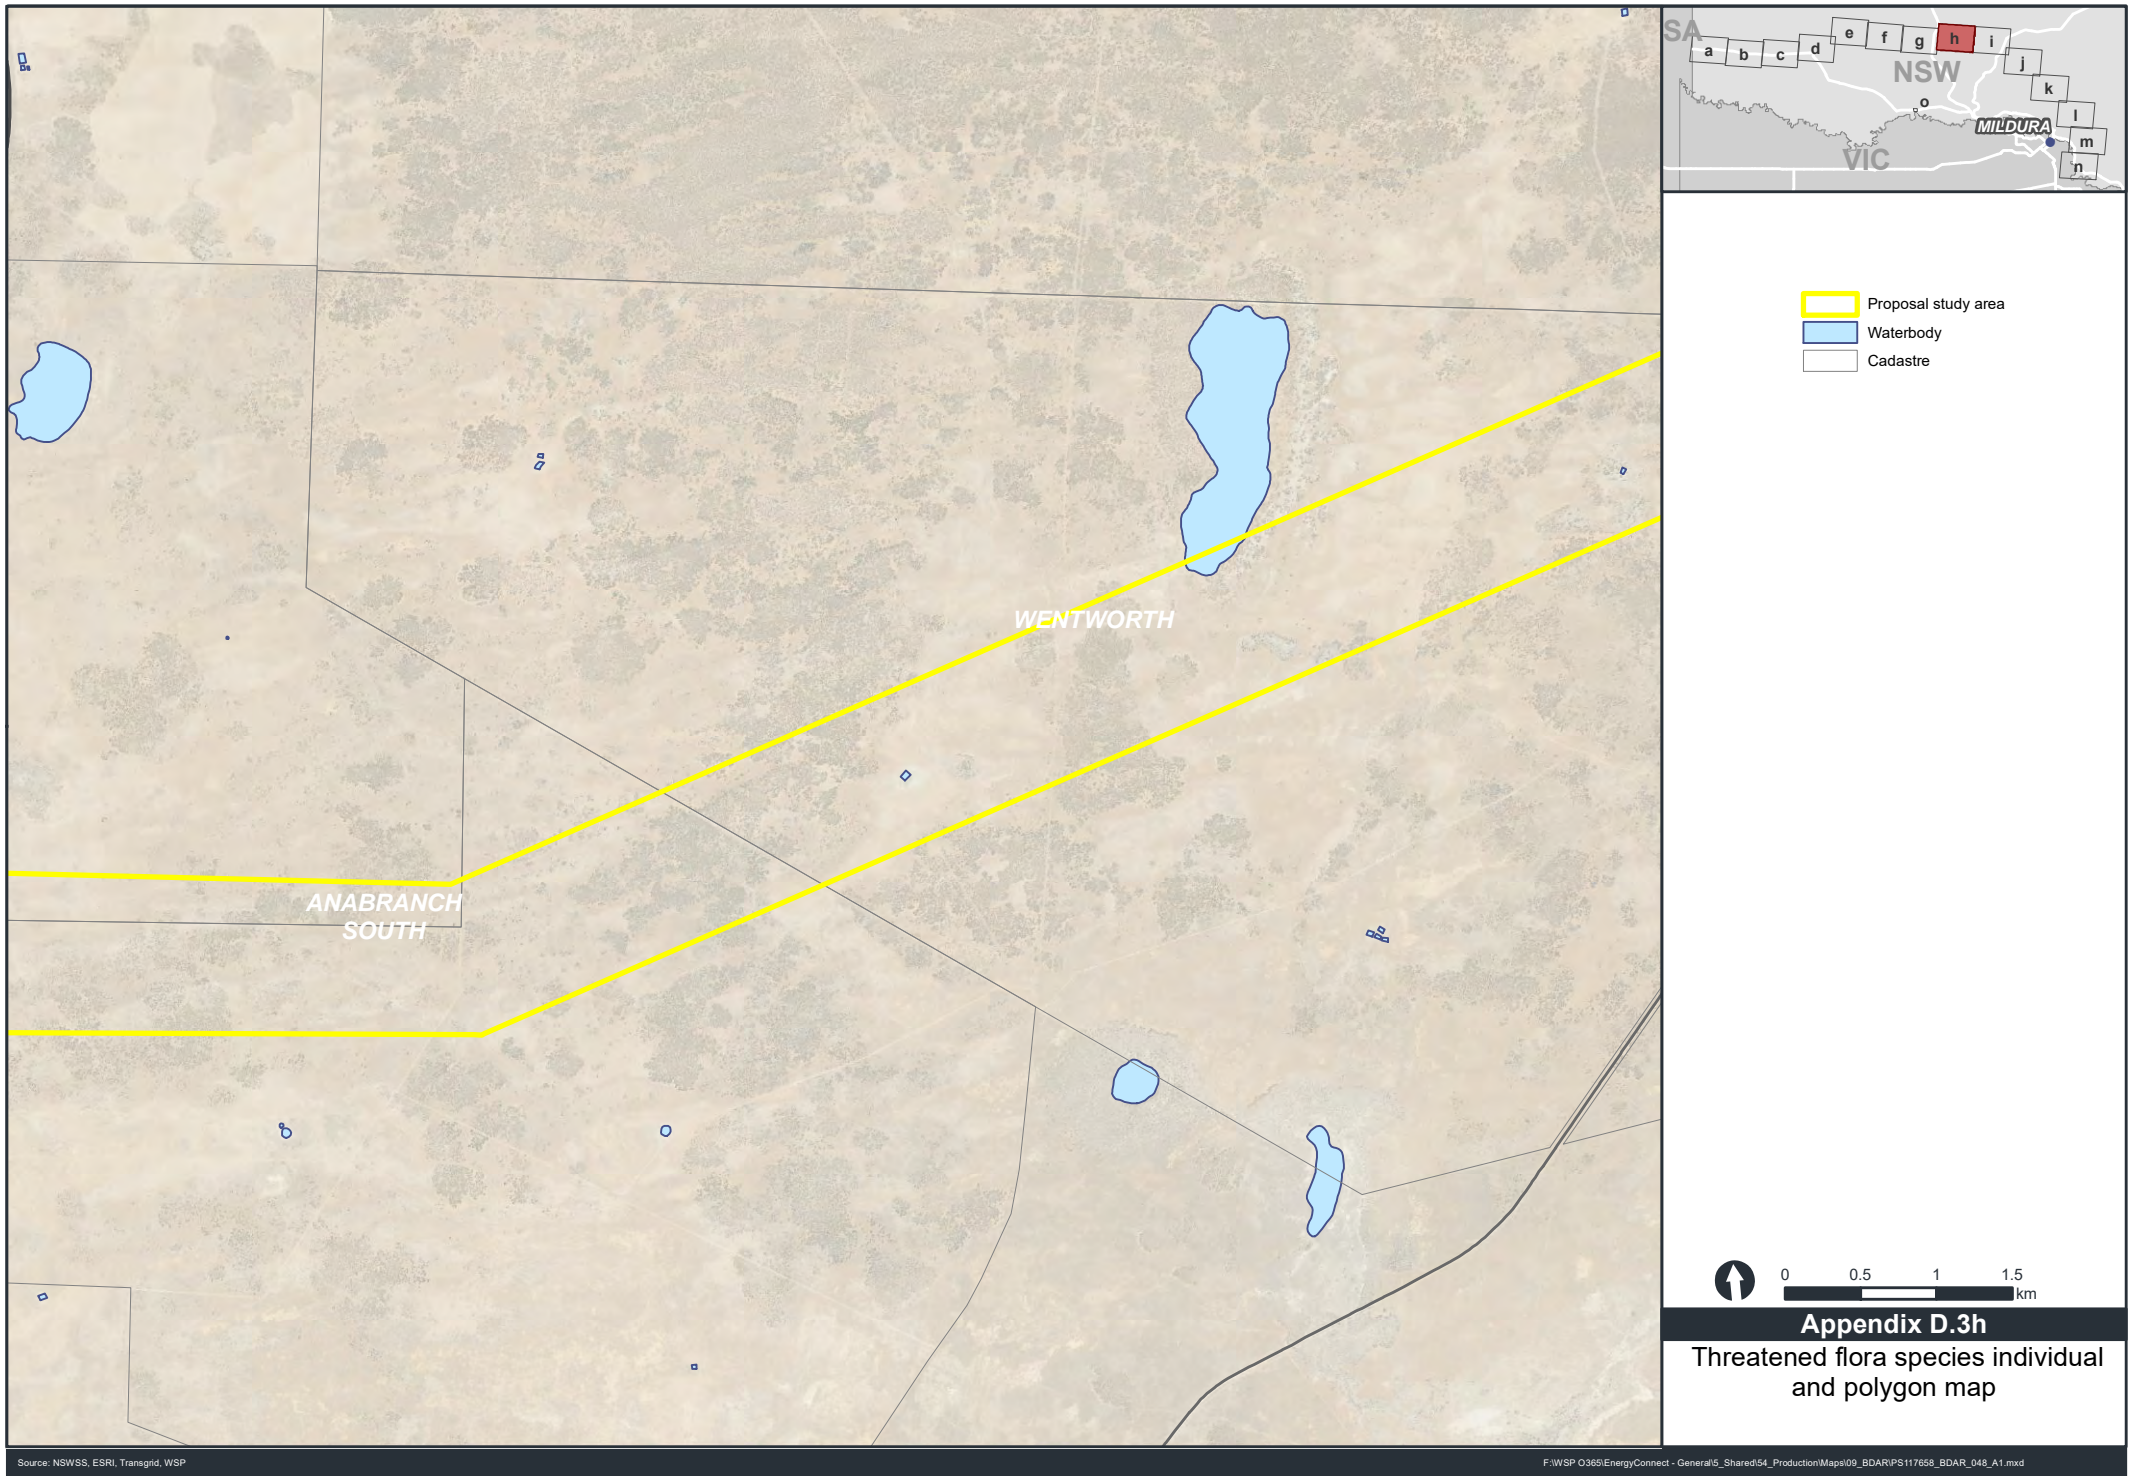 SA
a
b
c
d
e
f
g
h
i
j
k
l
m
n
o
NSW
MILDURA
VIC
Proposal study area
Waterbody
Cadastre
WENTWORTH
ANABRANCH
SOUTH
0 0.5 1 1.5
km
Appendix D.3h
Threatened flora species individual
and polygon map
Source: NSWSS, ESRI, Transgrid, WSP
F:\WSP O365\EnergyConnect - General\5_Shared\54_Production\Maps\09_BDAR\PS117658_BDAR_048_A1.mxd